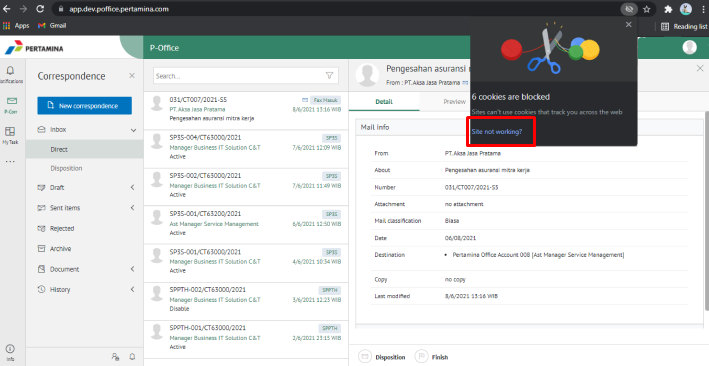 app.dev.poffice.pertamina.com
Apps
Gmail
Reading list
PERTAMINA
P-Office
Notifications
P-Corr
My Task
Info
Correspondence
New correspondence
Inbox
Direct
Disposition
Draft
Sent items
Rejected
Archive
Document
History
Search...
031/CT007/2021-S5
Fax Masuk
PT.Aksa Jasa Pratama
8/6/2021 13:16 WIB
Pengesahan asuransi mitra kerja
SP3S-004/CT63000/2021
SP3S
Manager Business IT Solution C&T
7/6/2021 12:09 WIB
Active
SP3S-002/CT63000/2021
SP3S
Manager Business IT Solution C&T
7/6/2021 11:49 WIB
Active
SP3S-001/CT63200/2021
SP3S
Ast Manager Service Management
6/6/2021 12:50 WIB
Active
SP3S-001/CT63000/2021
SP3S
Manager Business IT Solution C&T
4/6/2021 10:34 WIB
Active
SPPTH-002/CT63000/2021
SPPTH
Manager Business IT Solution C&T
3/6/2021 12:23 WIB
Disable
SPPTH-001/CT63000/2021
SPPTH
Manager Business IT Solution C&T
2/6/2021 23:15 WIB
Active
Pengesahan asuransi m
From : PT.Aksa Jasa Pratama
Detail
Preview
6 cookies are blocked
Sites can't use cookies that track you across the web
Site not working?
Mail info
From
PT.Aksa Jasa Pratama
About
Pengesahan asuransi mitra kerja
Number
031/CT007/2021-S5
Attachment
no attachment
Mail classification
Biasa
Date
06/08/2021
Destination
• Pertamina Office Account 008 [Ast Manager Service Management]
Copy
no copy
Last modified
8/6/2021 13:16 WIB
Disposition
Finish